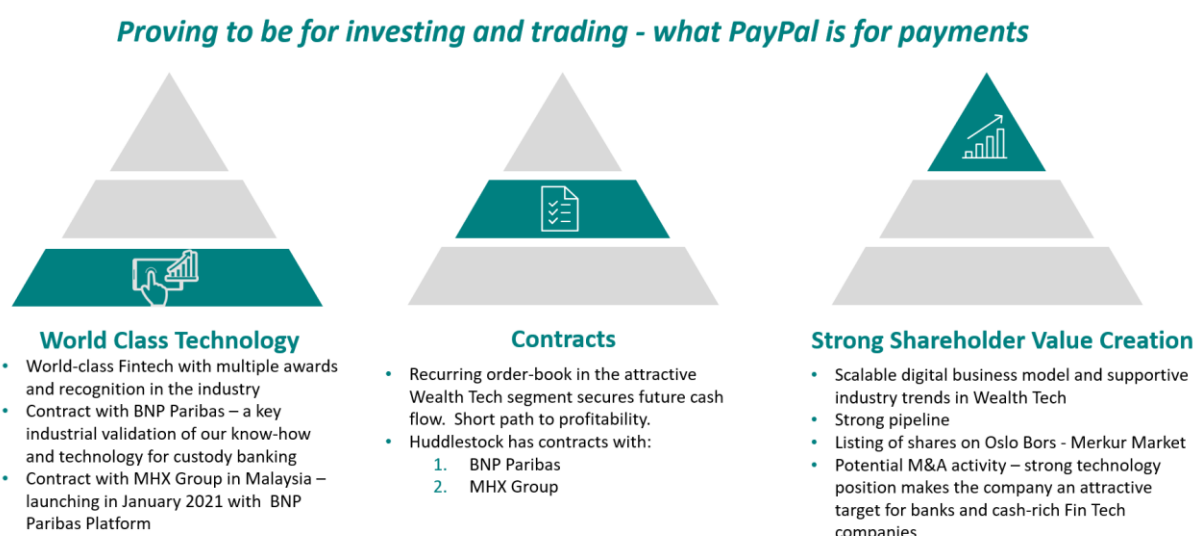 Proving to be for investing and trading - what PayPal is for payments
World Class Technology
• World-class Fintech with multiple awards
and recognition in the industry
• Contract with BNP Paribas – a key
industrial validation of our know-how
and technology for custody banking
• Contract with MHX Group in Malaysia –
launching in January 2021 with BNP
Paribas Platform
Contracts
• Recurring order-book in the attractive
Wealth Tech segment secures future cash
flow. Short path to profitability.
• Huddlestock has contracts with:
1. BNP Paribas
2. MHX Group
Strong Shareholder Value Creation
• Scalable digital business model and supportive
industry trends in Wealth Tech
• Strong pipeline
• Listing of shares on Oslo Bors - Merkur Market
• Potential M&A activity – strong technology
position makes the company an attractive
target for banks and cash-rich Fin Tech
companies